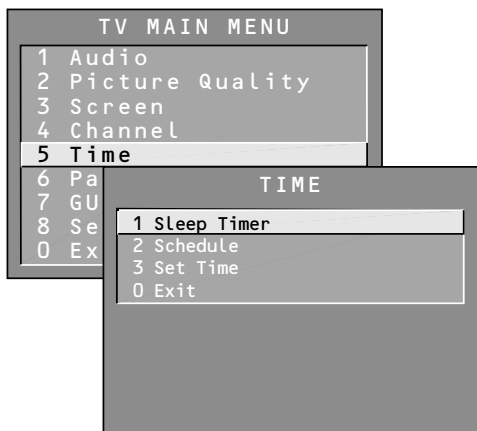 TV MAIN MENU
1 Audio
2 Picture Quality
3 Screen
4 Channel
5 Time
6 Pa
7 GU
8 Se
0 Ex
TIME
1 Sleep Timer
2 Schedule
3 Set Time
0 Exit